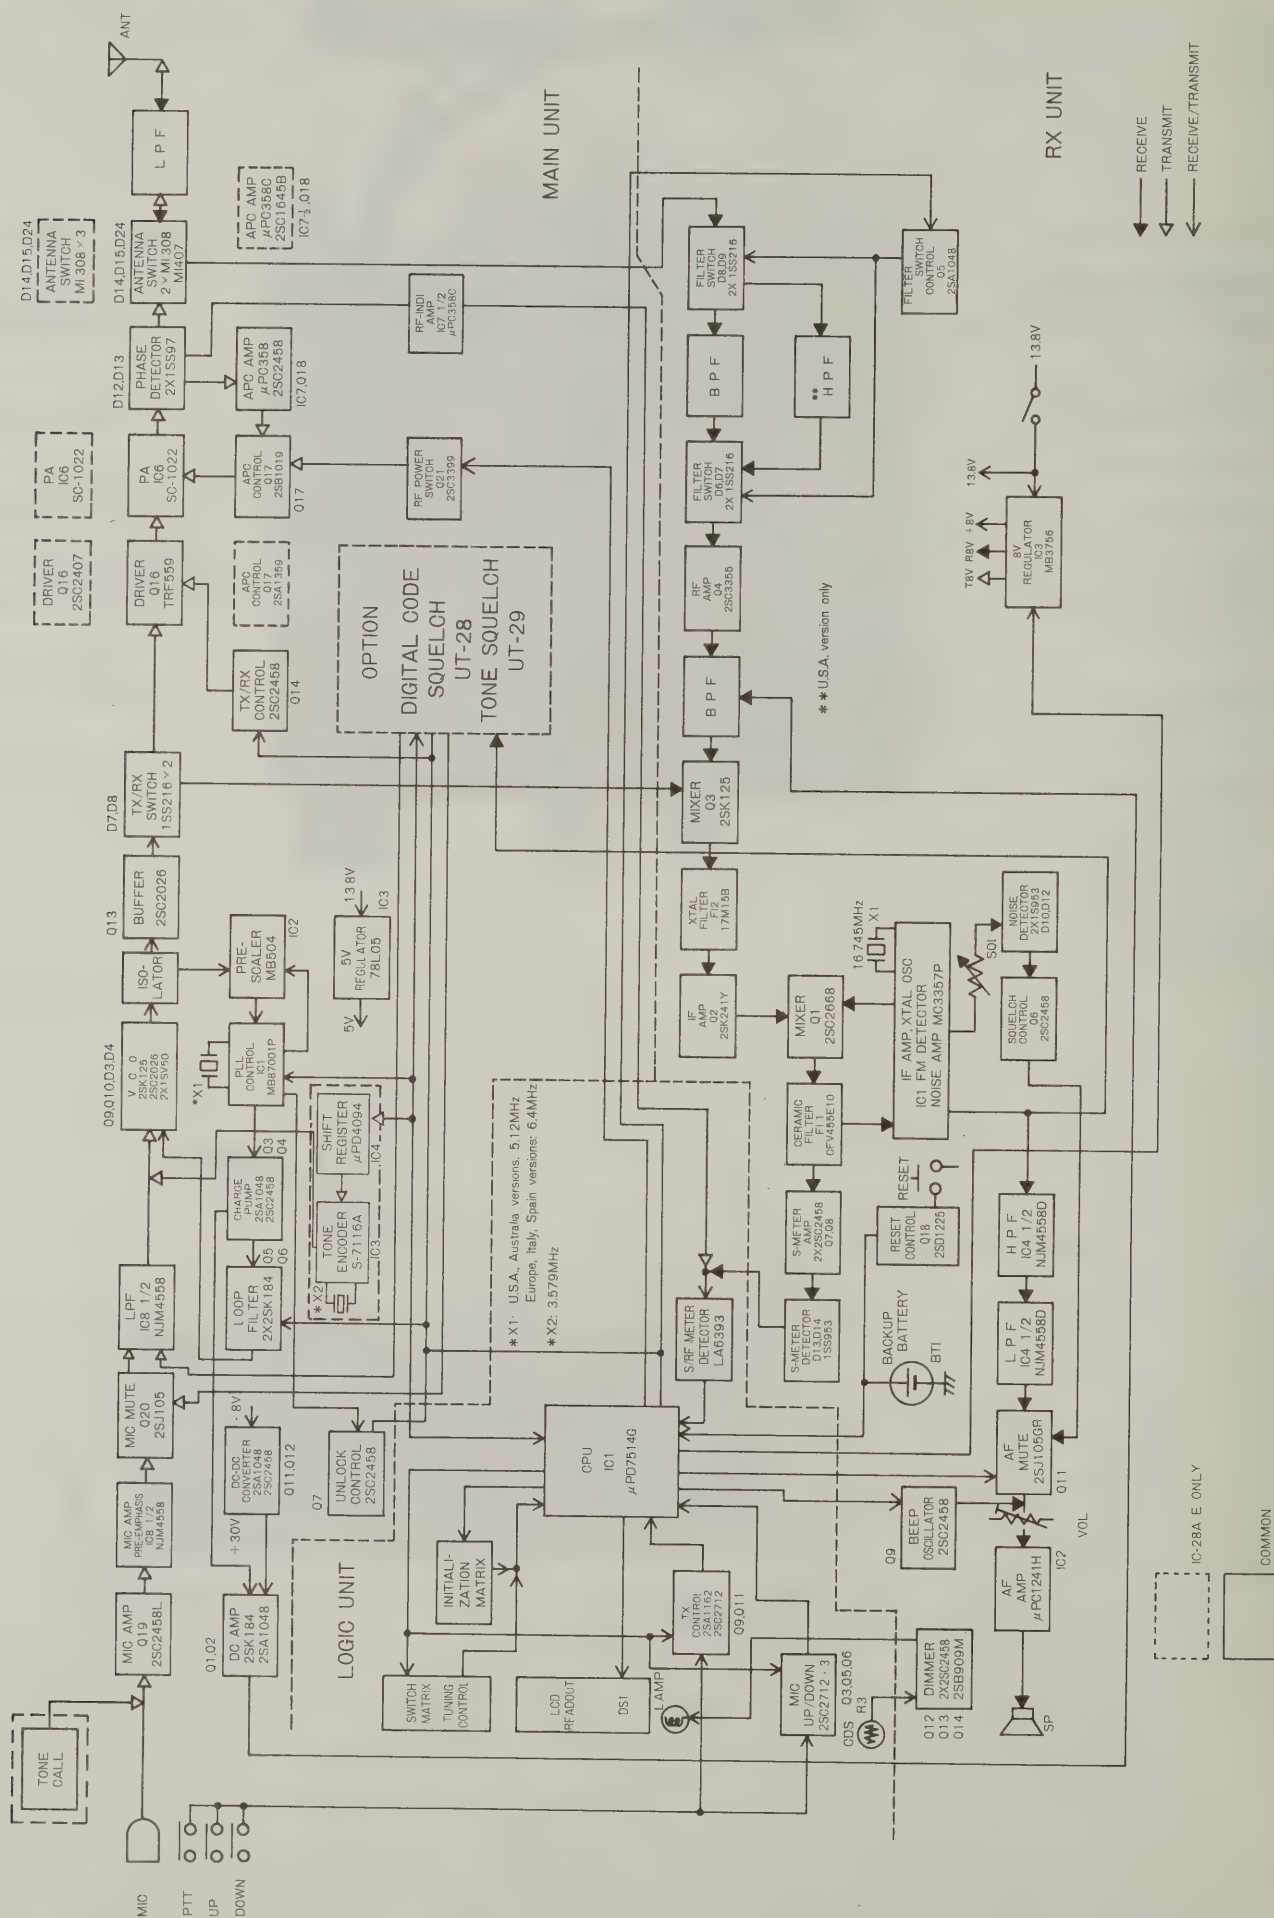 TONE
CALL
MIC
PTT
UP
DOWN
MIC AMP
Q19
2SC2458L
MIC AMP
PRE-EMPHASIS
IC8 1/2
NJM4558
MIC MUTE
Q20
2SJ105
LPF
IC8 1/2
NJM4558
Q9,Q10,D3,D4
V C O
2SK125
2SC2026
2X1SV50
ISO-
LATOR
Q13
BUFFER
2SC2026
D7,D8
TX/RX
SWITCH
1SS216×2
DRIVER
Q16
2SC2407
DRIVER
Q16
TRF559
PA
IC6
SC-1022
PA
IC6
SC-1022
D12,D13
PHASE
DETECTOR
2X1SS97
D14,D15,D24
ANTENNA
SWITCH
MI308×3
D14,D15,D24
ANTENNA
SWITCH
2×MI308
MI407
L P F
ANT
Q1,Q2
DC AMP
2SK184
2SA1048
+30V
DC-DC
CONVERTER
2SA1048
2SC2458
Q11,Q12
Q7
UNLOCK
CONTROL
2SC2458
Q5
Q6
LOOP
FILTER
2X2SK184
Q3
Q4
CHARGE
PUMP
2SA1048
2SC2458
*X1
PLL
CONTROL
IC1
MB87001P
PRE-
SCALER
MB504
IC2
5V
5V
REGULATOR
78L05
13.8V
IC3
*X2
TONE
ENCODER
S-7116A
IC3
SHIFT
REGISTER
μPD4094
IC4
TX/RX
CONTROL
2SC2458
Q14
APC
CONTROL
Q17
2SA1359
APC
CONTROL
Q17
2SB1019
Q17
APC AMP
μPC358
2SC2458
IC7,Q18
APC AMP
μPC358C
2SC1645B
IC7½,Q18
OPTION
DIGITAL CODE
SQUELCH
UT-28
TONE SQUELCH
UT-29
RF POWER
SWITCH
Q21
2SC3399
RF-INDI
AMP
IC7 1/2
μPC358C
MAIN UNIT
LOGIC UNIT
*X1: U.S.A., Australia versions: 5.12MHz
Europe, Italy, Spain versions: 6.4MHz
*X2: 3.579MHz
SWITCH
MATRIX
TUNING
CONTROL
INITIALI-
ZATION
MATRIX
CPU
IC1
μPD7514G
LCD
READOUT
DS1
LAMP
TX
CONTROL
2SA1162
2SC2712
Q9,Q11
MIC
UP/DOWN
2SC2712×3
Q3,Q5,Q6
CDS
R3
Q12
Q13
Q14
DIMMER
2X2SC2458
2SB909M
S/RF-METER
DETECTOR
LA6393
S-METER
DETECTOR
D13,D14
1SS953
S-METER
AMP
2X2SC2458
Q7,Q8
CERAMIC
FILTER
FI 1
CFV455E10
MIXER
Q1
2SC2668
IF
AMP
Q2
2SK241Y
XTAL
FILTER
FI2
17M15B
MIXER
Q3
2SK125
B P F
RF
AMP
Q4
2SC3355
FILTER
SWITCH
D6,D7
2X 1SS216
B P F
**
H P F
FILTER
SWITCH
D8,D9
2X 1SS216
FILTER
SWITCH
CONTROL
Q5
2SA1048
**U.S.A. version only
16.745MHz
X1
IF AMP, XTAL OSC
IC1 FM DETECTOR
NOISE AMP MC3357P
SQL
NOISE
DETECTOR
2X1S953
D10,D12
SQUELCH
CONTROL
Q6
2SC2458
BACKUP
BATTERY
BT1
RESET
RESET
CONTROL
Q18
2SD1225
H P F
IC4 1/2
NJM4558D
L P F
IC4 1/2
NJM4558D
AF
MUTE
2SJ105GR
Q11
Q9
BEEP
OSCILLATOR
2SC2458
VOL
AF
AMP
μPC1241H
IC2
SP
8V
REGULATOR
IC3
MB3756
T8V
R8V
+8V
13.8V
13.8V
RX UNIT
RECEIVE
TRANSMIT
RECEIVE/TRANSMIT
IC-28A E ONLY
COMMON